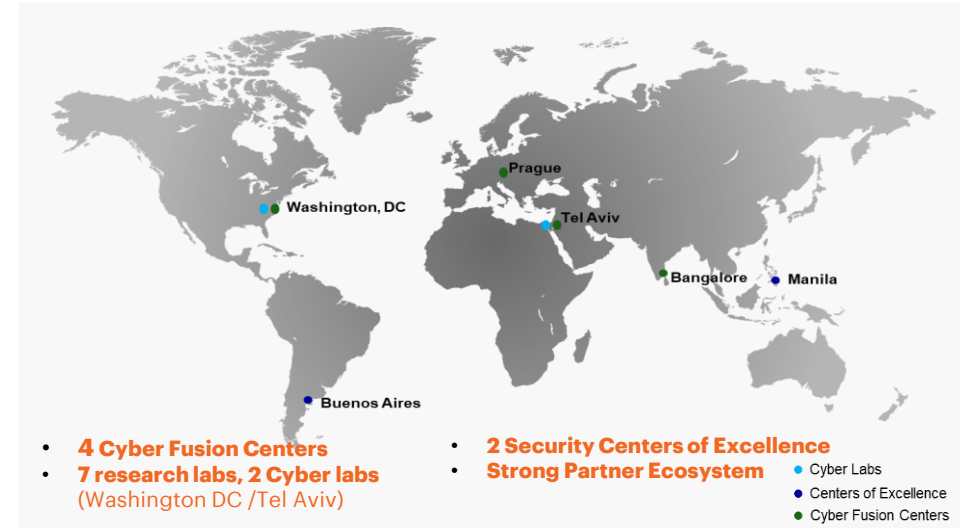 Prague
Washington, DC
Tel Aviv
Bangalore
Manila
Buenos Aires
• 4 Cyber Fusion Centers
• 7 research labs, 2 Cyber labs
(Washington DC /Tel Aviv)
• 2 Security Centers of Excellence
• Strong Partner Ecosystem
Cyber Labs
Centers of Excellence
Cyber Fusion Centers